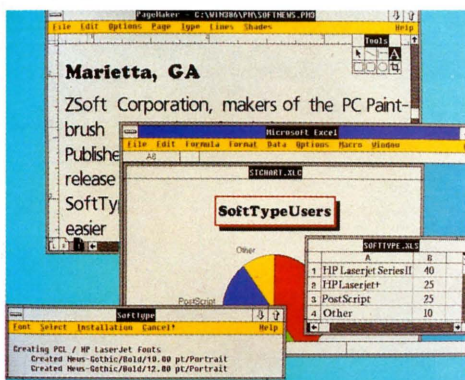 PageMaker - C:\WIN386\PM\SOFTNEWS.PM3
File Edit Options Page Type Lines Shades Help
Tools
Marietta, GA
ZSoft Corporation, makers of the PC Paint-
brush
Publishe
release
SoftTy
easier
Microsoft Excel
File Edit Formula Format Data Options Macro Window
A8
STCHART.XLC
SoftTypeUsers
Other
PostScript
SOFTTYPE.XLS
A B
1 HP Laserjet Series II 40
2 HP Laserjet+ 25
3 PostScript 25
4 Other 10
SoftType
Font Select Installation Cancel! Help
Creating PCL / HP LaserJet Fonts
Created News-Gothic/Bold/10.00 pt/Portrait
Created News-Gothic/Bold/12.00 pt/Portrait